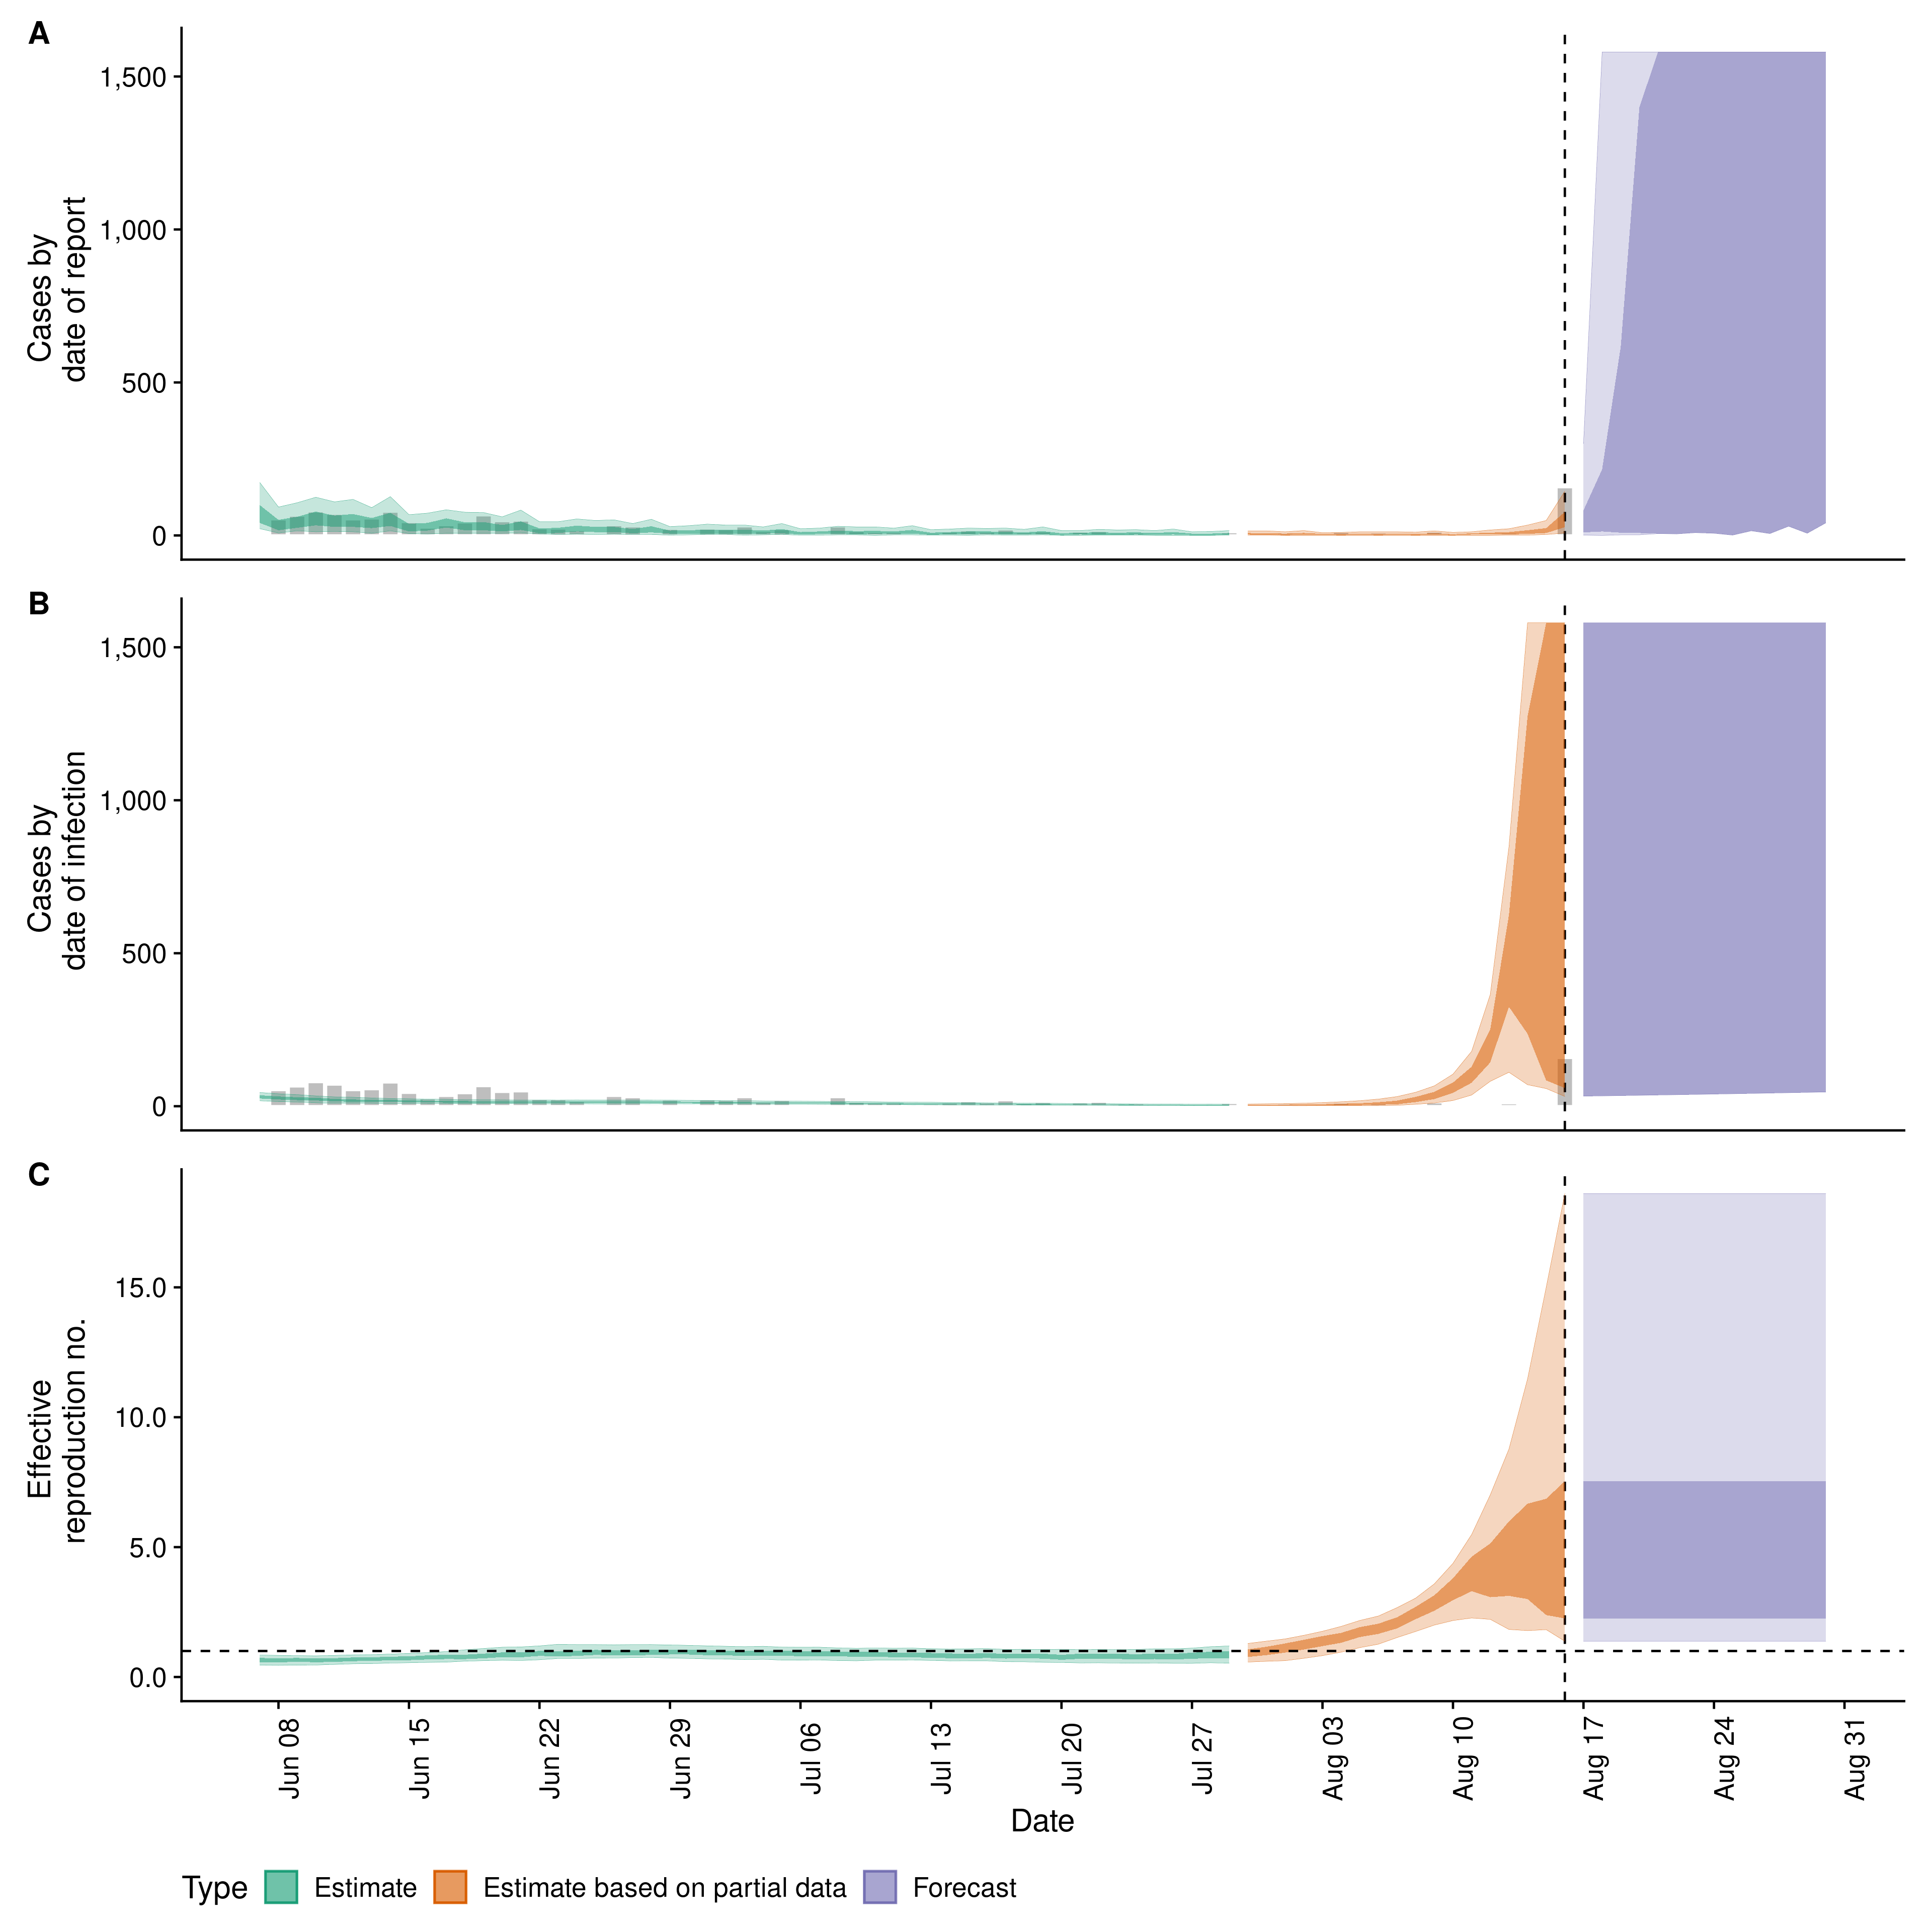 A
1,500
1,000
500
0
Cases by
date of report
B
1,500
1,000
500
0
Cases by
date of infection
C
15.0
10.0
5.0
0.0
Effective
reproduction no.
Jun 08
Jun 15
Jun 22
Jun 29
Jul 06
Jul 13
Jul 20
Jul 27
Aug 03
Aug 10
Aug 17
Aug 24
Aug 31
Date
Type Estimate Estimate based on partial data Forecast